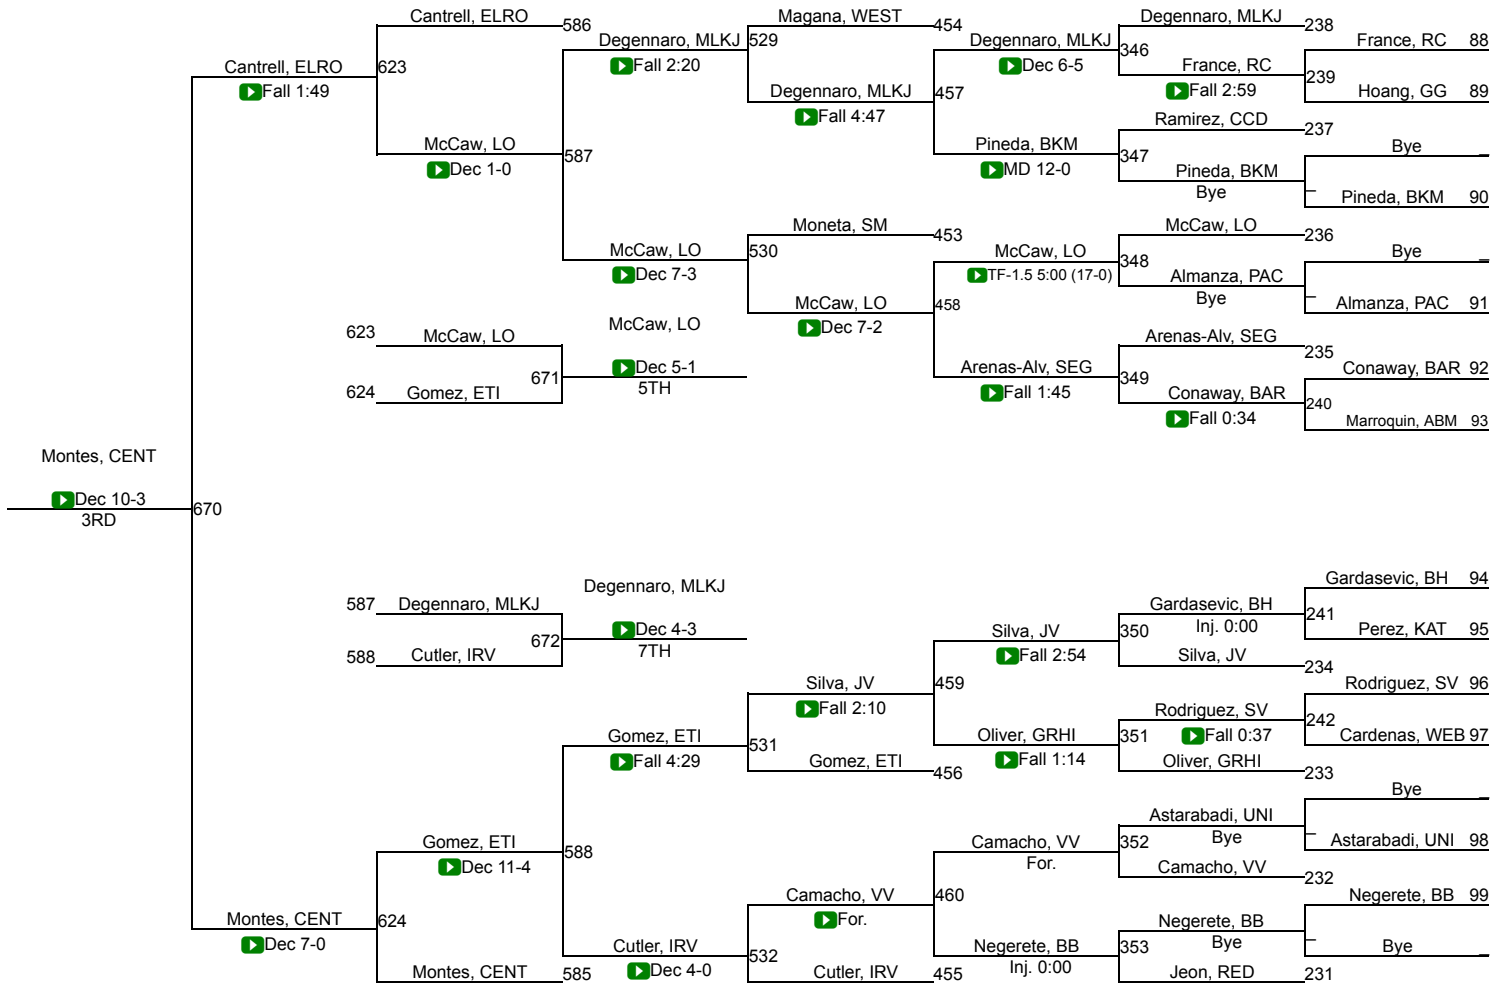 Cantrell, ELRO
586
Magana, WEST
454
Degennaro, MLKJ
238
Degennaro, MLKJ
529
Degennaro, MLKJ
346
France, RC
88
Cantrell, ELRO
623
Fall 2:20
Dec 6-5
France, RC
239
Fall 1:49
Degennaro, MLKJ
457
Fall 2:59
Hoang, GG
89
Fall 4:47
Ramirez, CCD
237
McCaw, LO
587
Pineda, BKM
347
Bye
_
Dec 1-0
MD 12-0
Pineda, BKM
_
Bye
Pineda, BKM
90
Moneta, SM
453
McCaw, LO
236
McCaw, LO
530
McCaw, LO
348
Bye
_
Dec 7-3
TF-1.5 5:00 (17-0)
Almanza, PAC
_
McCaw, LO
458
Bye
Almanza, PAC
91
623
McCaw, LO
McCaw, LO
Dec 7-2
Arenas-Alv, SEG
235
671
Dec 5-1
Arenas-Alv, SEG
349
Conaway, BAR
92
624
Gomez, ETI
5TH
Fall 1:45
Conaway, BAR
240
Fall 0:34
Marroquin, ABM
93
Montes, CENT
Dec 10-3
670
3RD
Degennaro, MLKJ
Gardasevic, BH
94
587
Degennaro, MLKJ
Gardasevic, BH
241
672
Dec 4-3
Silva, JV
350
Inj. 0:00
Perez, KAT
95
588
Cutler, IRV
7TH
Fall 2:54
Silva, JV
234
Silva, JV
459
Rodriguez, SV
96
Fall 2:10
Rodriguez, SV
242
Gomez, ETI
531
Oliver, GRHI
351
Fall 0:37
Cardenas, WEB
97
Fall 4:29
Gomez, ETI
456
Fall 1:14
Oliver, GRHI
233
Bye
_
Astarabadi, UNI
_
Gomez, ETI
588
Camacho, VV
352
Bye
Astarabadi, UNI
98
Dec 11-4
For.
Camacho, VV
232
Camacho, VV
460
Negerete, BB
99
Montes, CENT
624
For.
Negerete, BB
_
Dec 7-0
Cutler, IRV
532
Negerete, BB
353
Bye
Bye
_
Montes, CENT
585
Dec 4-0
Cutler, IRV
455
Inj. 0:00
Jeon, RED
231